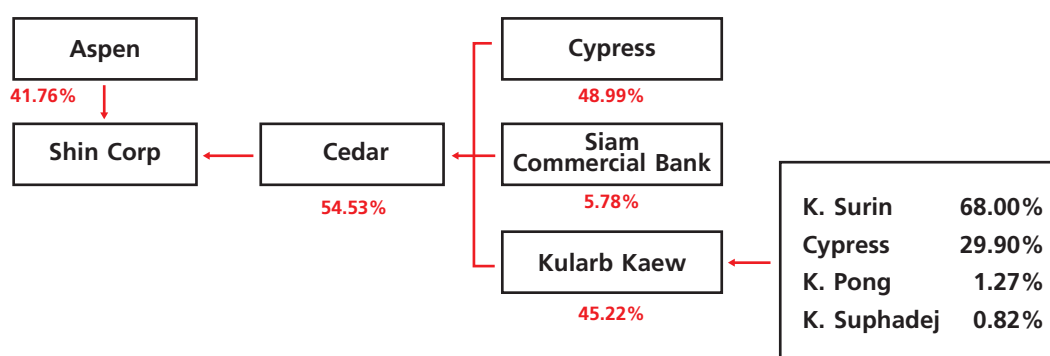 Aspen
41.76%
Shin Corp
Cedar
54.53%
Cypress
48.99%
Siam
Commercial Bank
5.78%
Kularb Kaew
45.22%
K. Surin 68.00%
Cypress 29.90%
K. Pong 1.27%
K. Suphadej 0.82%